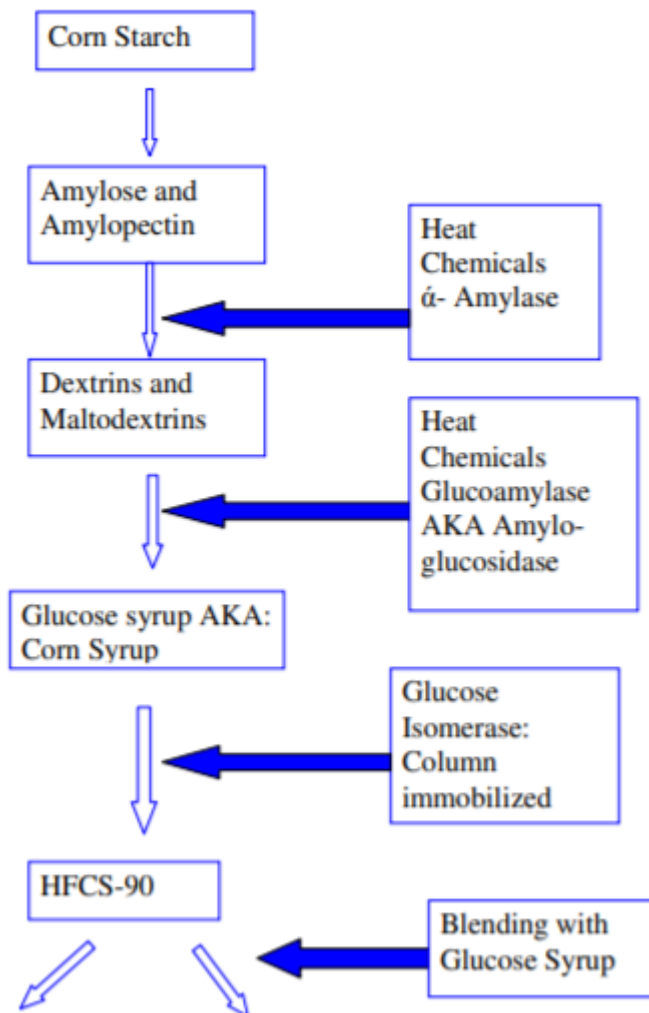 Corn Starch
Amylose and
Amylopectin
Heat
Chemicals
ά- Amylase
Dextrins and
Maltodextrins
Heat
Chemicals
Glucoamylase
AKA Amylo-
glucosidase
Glucose syrup AKA:
Corn Syrup
Glucose
Isomerase:
Column
immobilized
HFCS-90
Blending with
Glucose Syrup